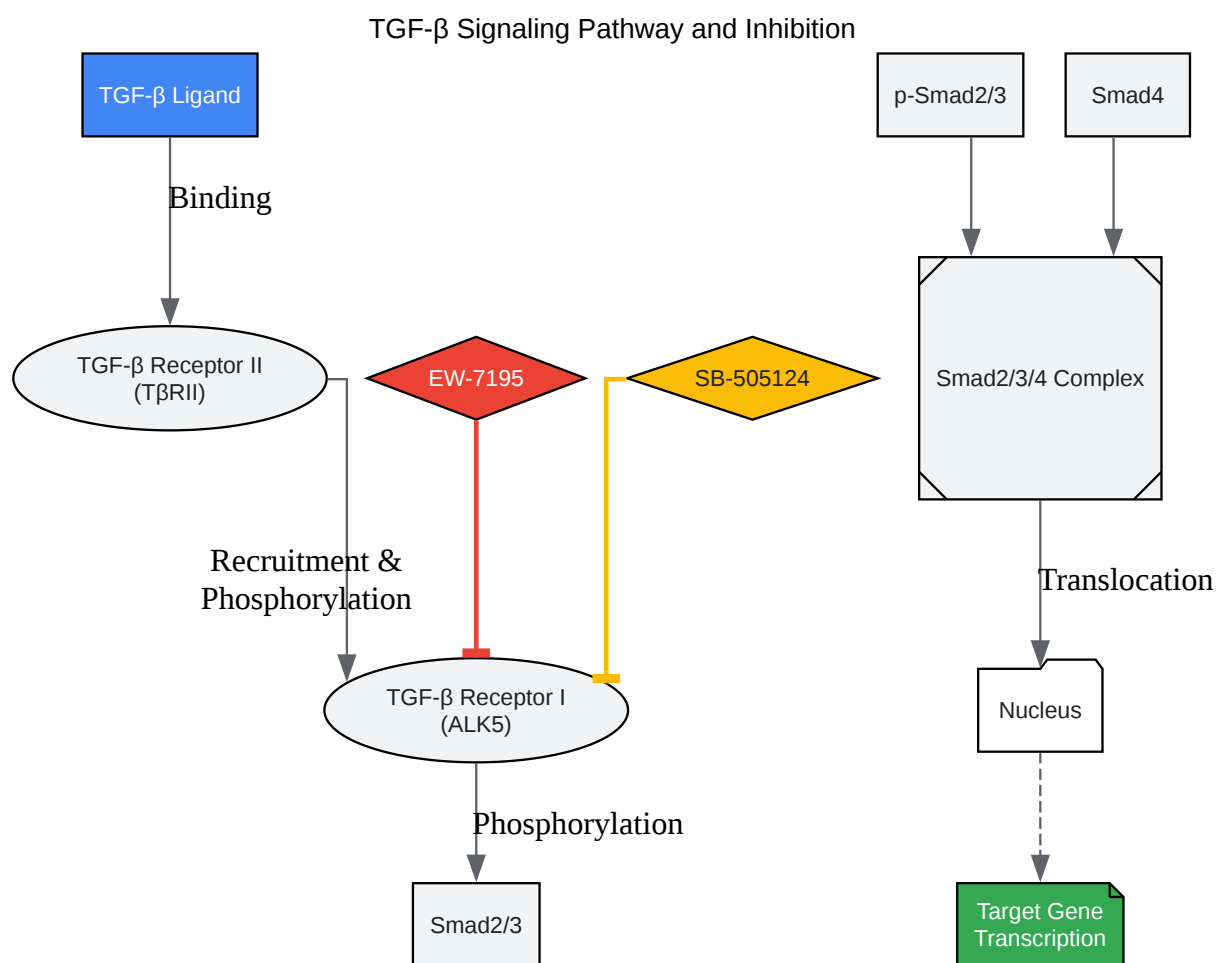 TGF-β Signaling Pathway and Inhibition
TGF-β Ligand
p-Smad2/3
Smad4
Binding
TGF-β Receptor II
(TβRII)
EW-7195
SB-505124
Smad2/3/4 Complex
Recruitment &
Phosphorylation
Translocation
TGF-β Receptor I
(ALK5)
Nucleus
Phosphorylation
Smad2/3
Target Gene
Transcription